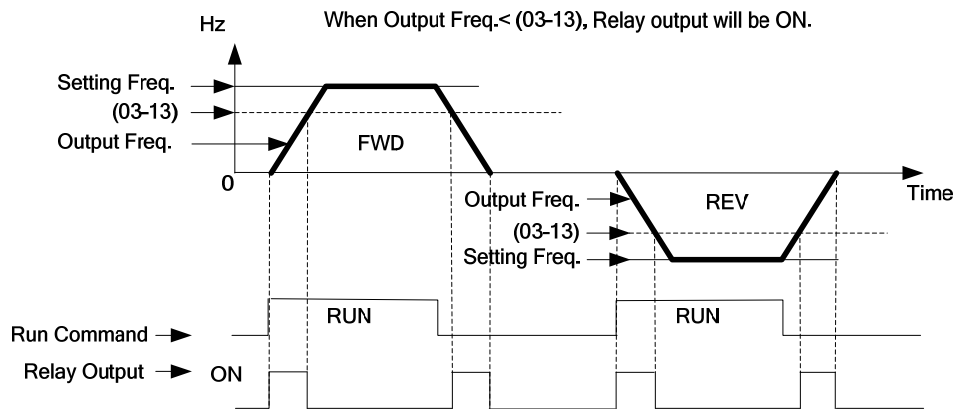 When Output Freq.< (03-13), Relay output will be ON.
Hz
Setting Freq.
(03-13)
Output Freq.
FWD
0
Time
Output Freq.
REV
(03-13)
Setting Freq.
RUN
RUN
Run Command
Relay Output
ON